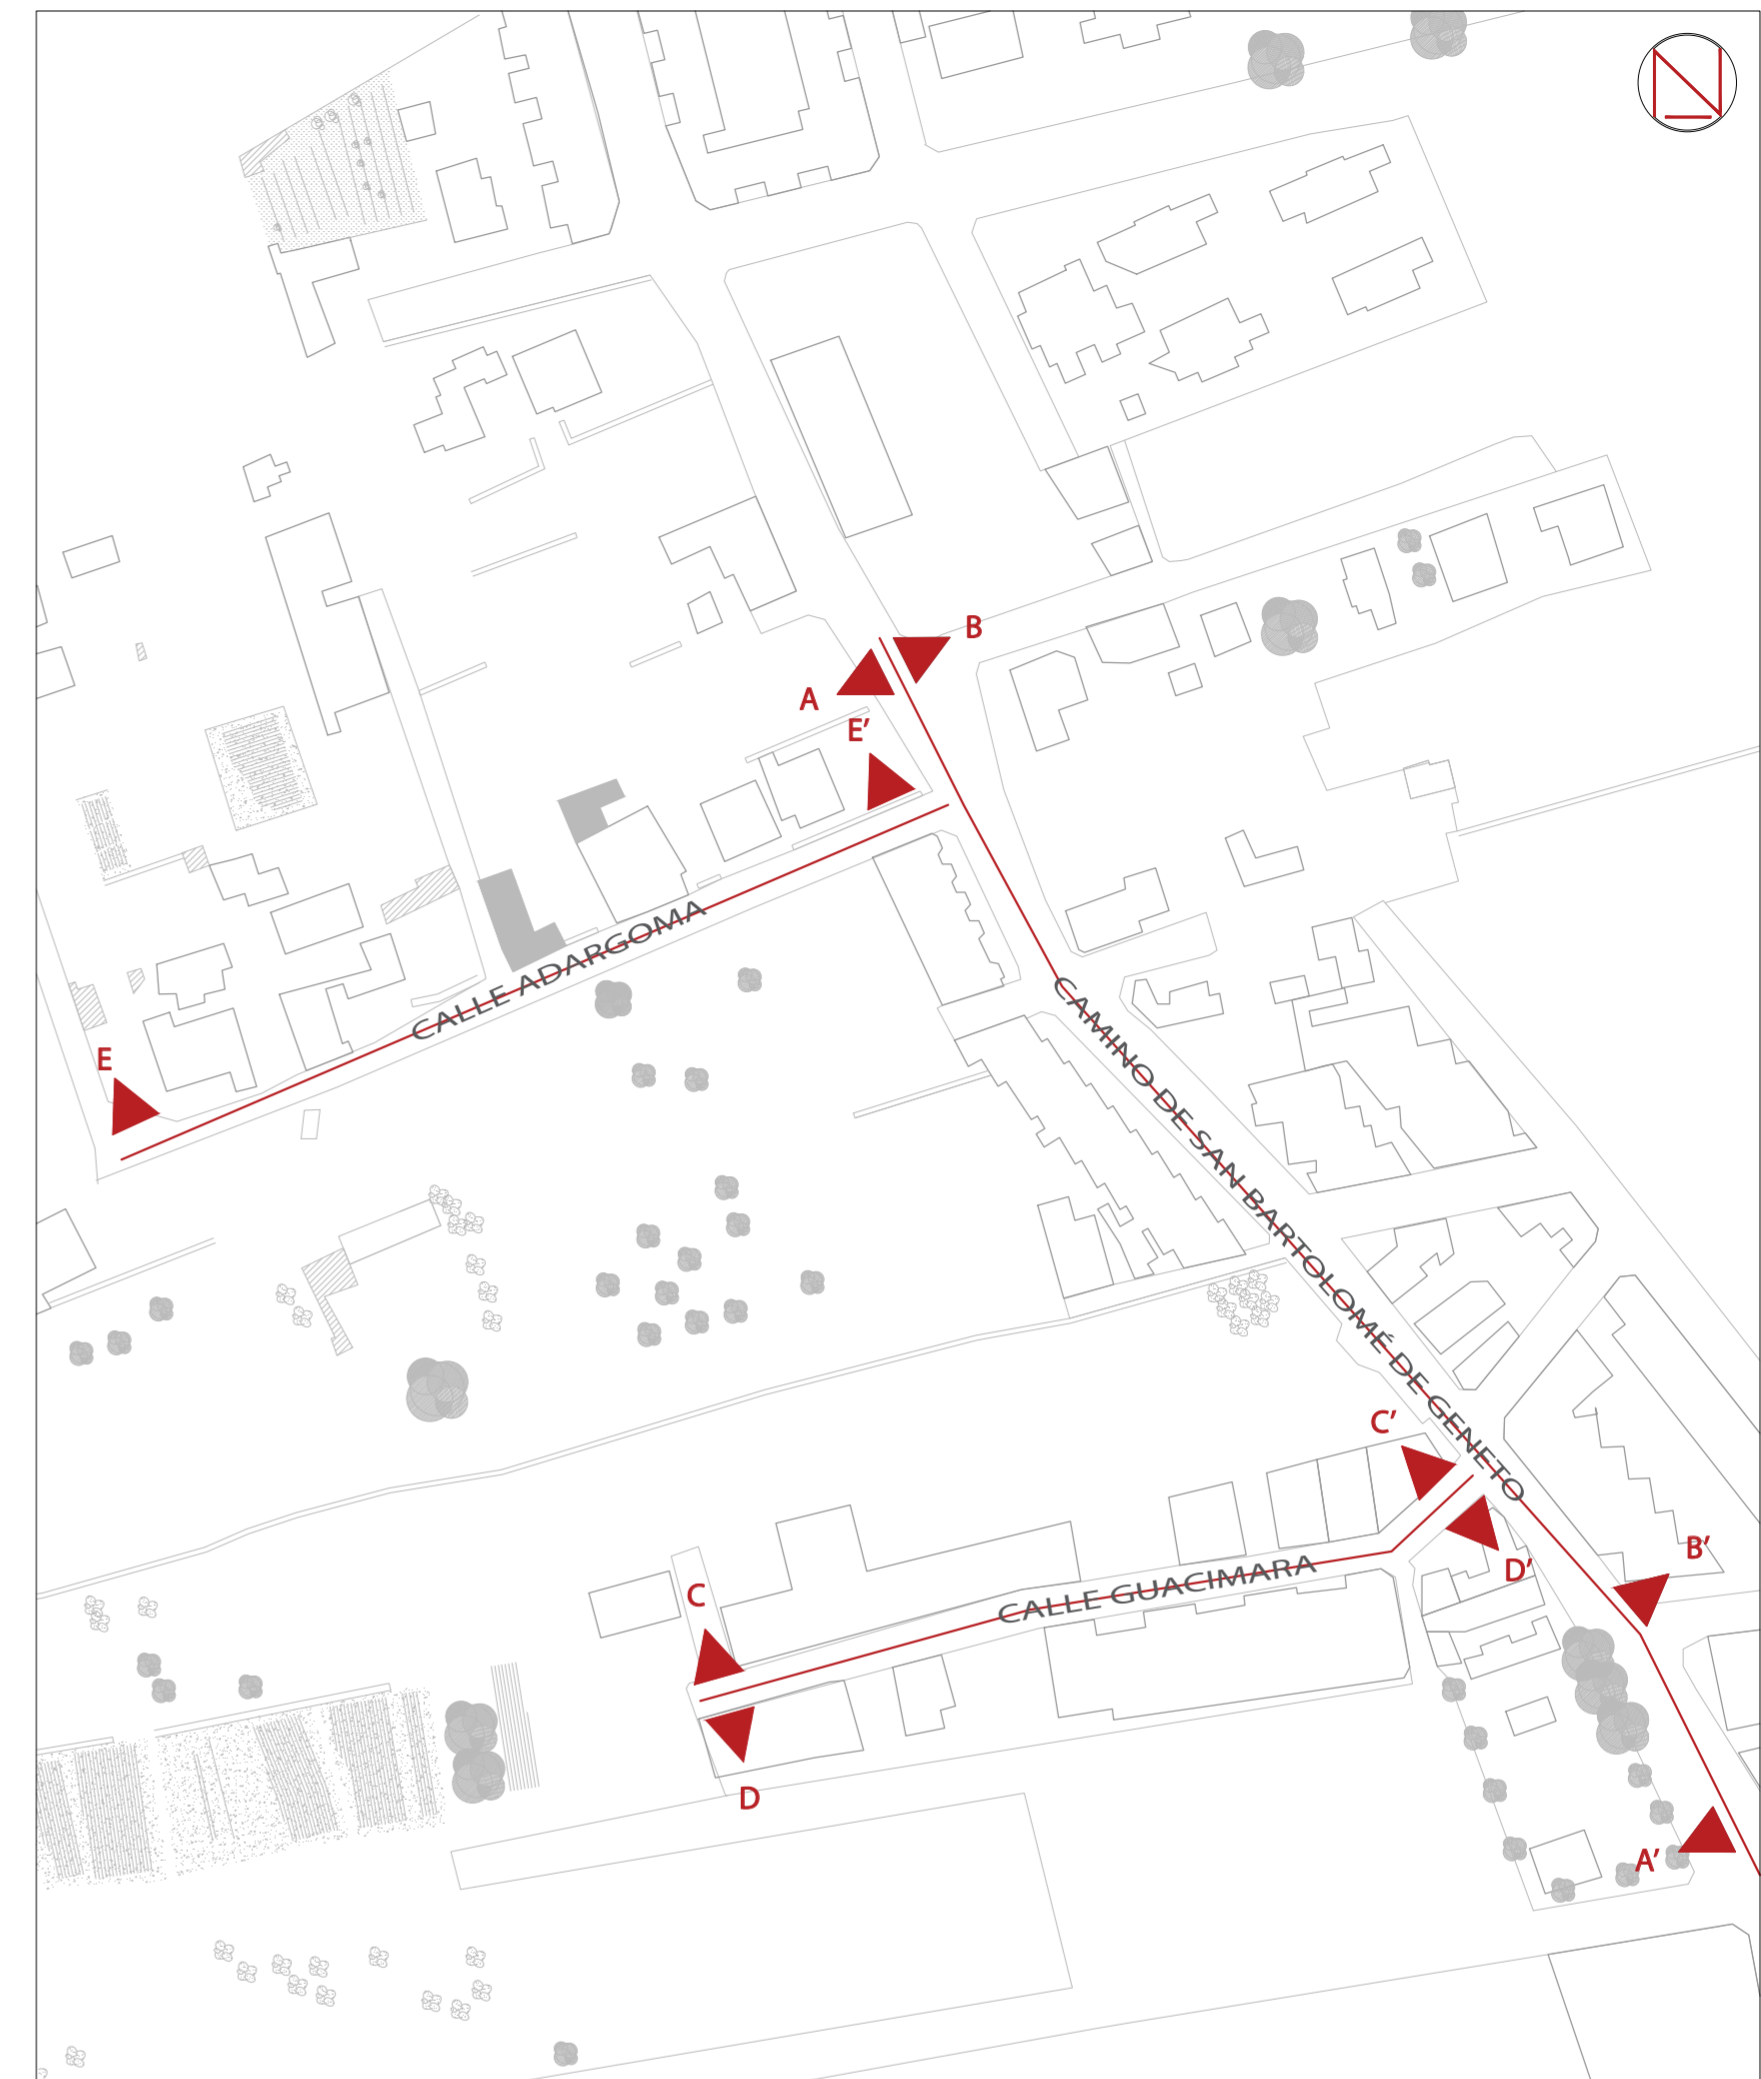 N
B
A
E’
CALLE ADARGOMA
E
CAMINO DE SAN BARTOLOMÉ DE GENETO
C’
B’
D’
C
CALLE GUACIMARA
D
A’